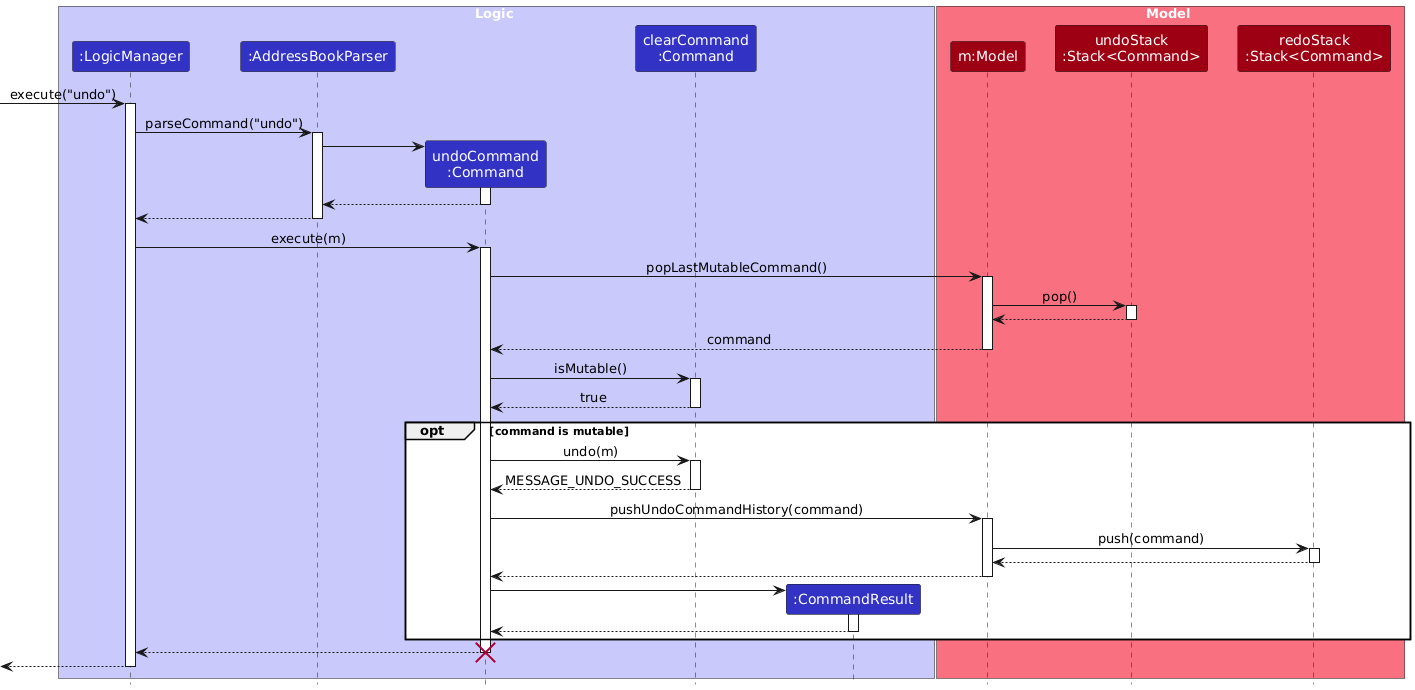 Logic
Model
:LogicManager
:AddressBookParser
clearCommand
:Command
m:Model
undoStack
:Stack<Command>
redoStack
:Stack<Command>
execute("undo")
parseCommand("undo")
undoCommand
:Command
execute(m)
popLastMutableCommand()
pop()
command
isMutable()
true
opt
[command is mutable]
undo(m)
MESSAGE_UNDO_SUCCESS
pushUndoCommandHistory(command)
push(command)
:CommandResult